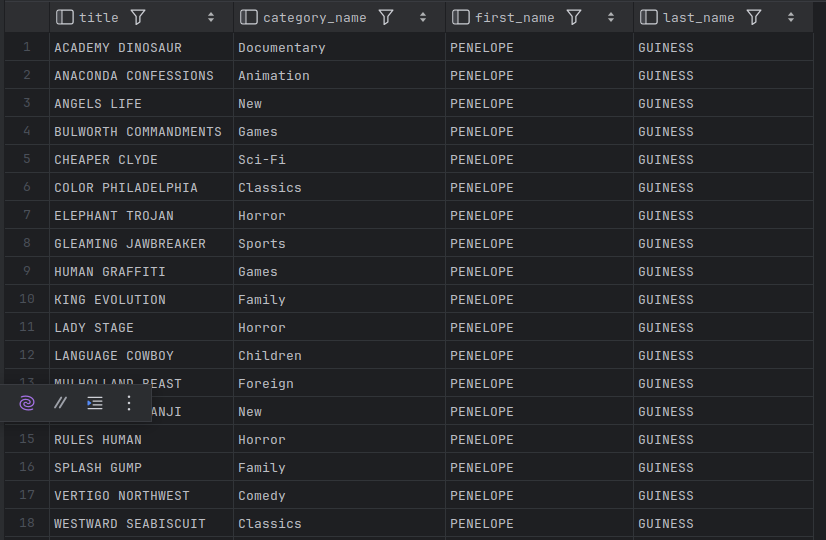 title category_name first_name last_name
1 ACADEMY DINOSAUR Documentary PENELOPE GUINESS
2 ANACONDA CONFESSIONS Animation PENELOPE GUINESS
3 ANGELS LIFE New PENELOPE GUINESS
4 BULWORTH COMMANDMENTS Games PENELOPE GUINESS
5 CHEAPER CLYDE Sci-Fi PENELOPE GUINESS
6 COLOR PHILADELPHIA Classics PENELOPE GUINESS
7 ELEPHANT TROJAN Horror PENELOPE GUINESS
8 GLEAMING JAWBREAKER Sports PENELOPE GUINESS
9 HUMAN GRAFFITI Games PENELOPE GUINESS
10 KING EVOLUTION Family PENELOPE GUINESS
11 LADY STAGE Horror PENELOPE GUINESS
12 LANGUAGE COWBOY Children PENELOPE GUINESS
13 MULHOLLAND BEAST Foreign PENELOPE GUINESS
ANJI New PENELOPE GUINESS
15 RULES HUMAN Horror PENELOPE GUINESS
16 SPLASH GUMP Family PENELOPE GUINESS
17 VERTIGO NORTHWEST Comedy PENELOPE GUINESS
18 WESTWARD SEABISCUIT Classics PENELOPE GUINESS